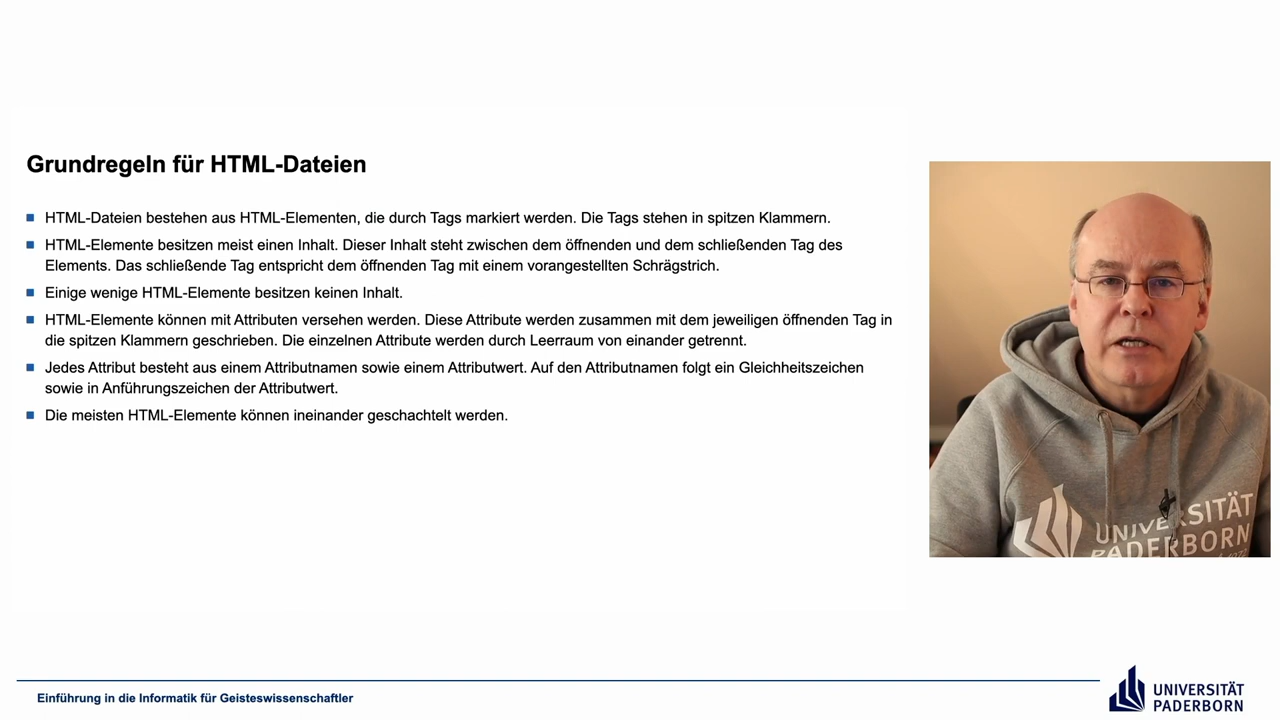 Grundregeln für HTML-Dateien
HTML-Dateien bestehen aus HTML-Elementen, die durch Tags markiert werden. Die Tags stehen in spitzen Klammern.
HTML-Elemente besitzen meist einen Inhalt. Dieser Inhalt steht zwischen dem öffnenden und dem schließenden Tag des
Elements. Das schließende Tag entspricht dem öffnenden Tag mit einem vorangestellten Schrägstrich.
Einige wenige HTML-Elemente besitzen keinen Inhalt.
HTML-Elemente können mit Attributen versehen werden. Diese Attribute werden zusammen mit dem jeweiligen öffnenden Tag in
die spitzen Klammern geschrieben. Die einzelnen Attribute werden durch Leerraum von einander getrennt.
Jedes Attribut besteht aus einem Attributnamen sowie einem Attributwert. Auf den Attributnamen folgt ein Gleichheitszeichen
sowie in Anführungszeichen der Attributwert.
Die meisten HTML-Elemente können ineinander geschachtelt werden.
UNIVERSITÄT
PADERBORN
Einführung in die Informatik für Geisteswissenschaftler
UNIVERSITÄT
PADERBORN